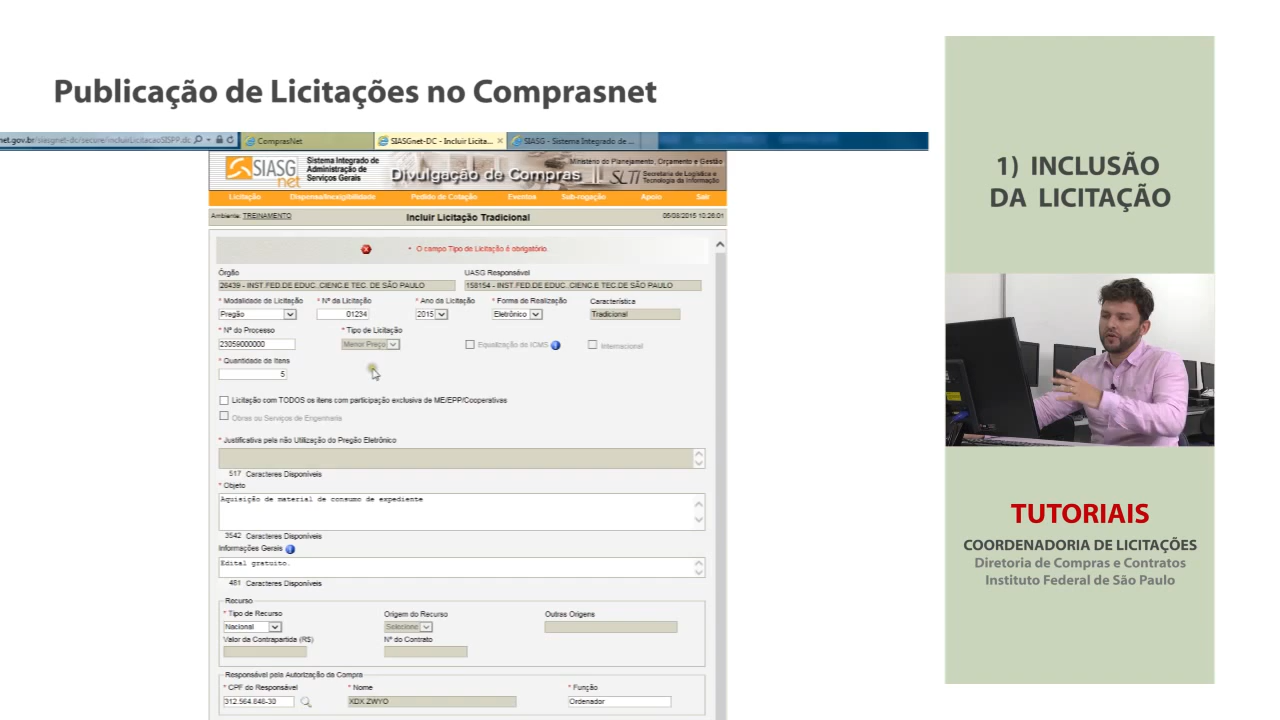 Publicação de Licitações no Comprasnet
net.gov.br/siasgnet-dc/secure/incluirLicitacaoSISPP.dc
ComprasNet
SIASGnet-DC - Incluir Licita...
SIASG - Sistema Integrado de ...
SIASG
net
Sistema Integrado de
Administração de
Serviços Gerais
Divulgação de Compras
Ministério do Planejamento, Orçamento e Gestão
SLTI
Secretaria de Logística e
Tecnologia da Informação
Licitação Dispensa/Inexigibilidade Pedido de Cotação Eventos Sub-rogação Apoio Sair
Ambiente: TREINAMENTO Incluir Licitação Tradicional 05/08/2015 10:26:01
• O campo Tipo de Licitação é obrigatório.
Órgão UASG Responsável
26439 - INST.FED.DE EDUC.,CIENC.E TEC. DE SÃO PAULO 158154 - INST.FED.DE EDUC.,CIENC.E TEC.DE SÃO PAULO
* Modalidade de Licitação * Nº da Licitação * Ano da Licitação * Forma de Realização Característica
Pregão 01234 2015 Eletrônico Tradicional
* Nº do Processo * Tipo de Licitação
23059000000 Menor Preço Equalização de ICMS Internacional
* Quantidade de Itens
5
Licitação com TODOS os itens com participação exclusiva de ME/EPP/Cooperativas
Obras ou Serviços de Engenharia
* Justificativa pela não Utilização do Pregão Eletrônico
517 Caracteres Disponíveis
* Objeto
Aquisição de material de consumo de expediente
3542 Caracteres Disponíveis
Informações Gerais
Edital gratuito.
481 Caracteres Disponíveis
Recurso
* Tipo de Recurso Origem do Recurso Outras Origens
Nacional Selecione
Valor da Contrapartida (R$) Nº do Contrato
Responsável pela Autorização da Compra
* CPF do Responsável * Nome * Função
312.564.848-30 XDX ZWYO Ordenador
1) INCLUSÃO
DA LICITAÇÃO
TUTORIAIS
COORDENADORIA DE LICITAÇÕES
Diretoria de Compras e Contratos
Instituto Federal de São Paulo